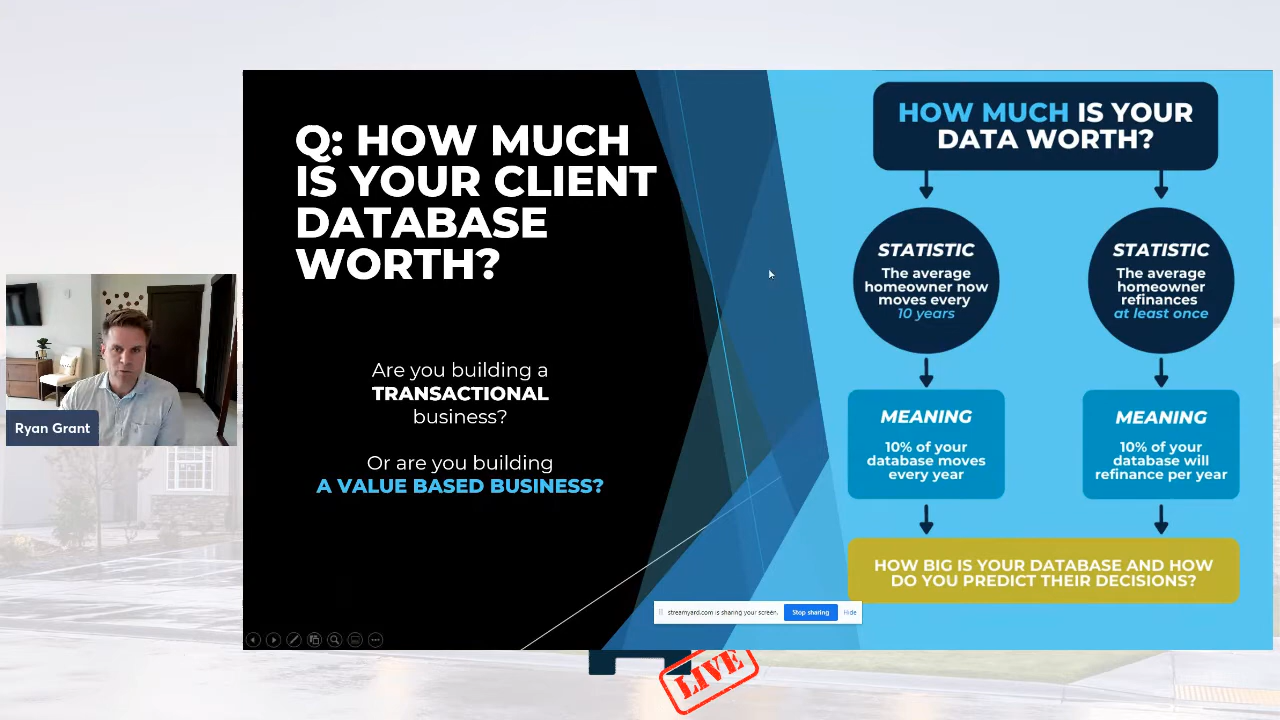 Q: HOW MUCH
IS YOUR CLIENT
DATABASE
WORTH?
Are you building a
TRANSACTIONAL
business?
Or are you building
A VALUE BASED BUSINESS?
HOW MUCH IS YOUR
DATA WORTH?
STATISTIC
The average
homeowner now
moves every
10 years
MEANING
10% of your
database moves
every year
STATISTIC
The average
homeowner
refinances
at least once
MEANING
10% of your
database will
refinance per year
HOW BIG IS YOUR DATABASE AND HOW
DO YOU PREDICT THEIR DECISIONS?
Ryan Grant
streamyard.com is sharing your screen.
Stop sharing
Hide
LIVE